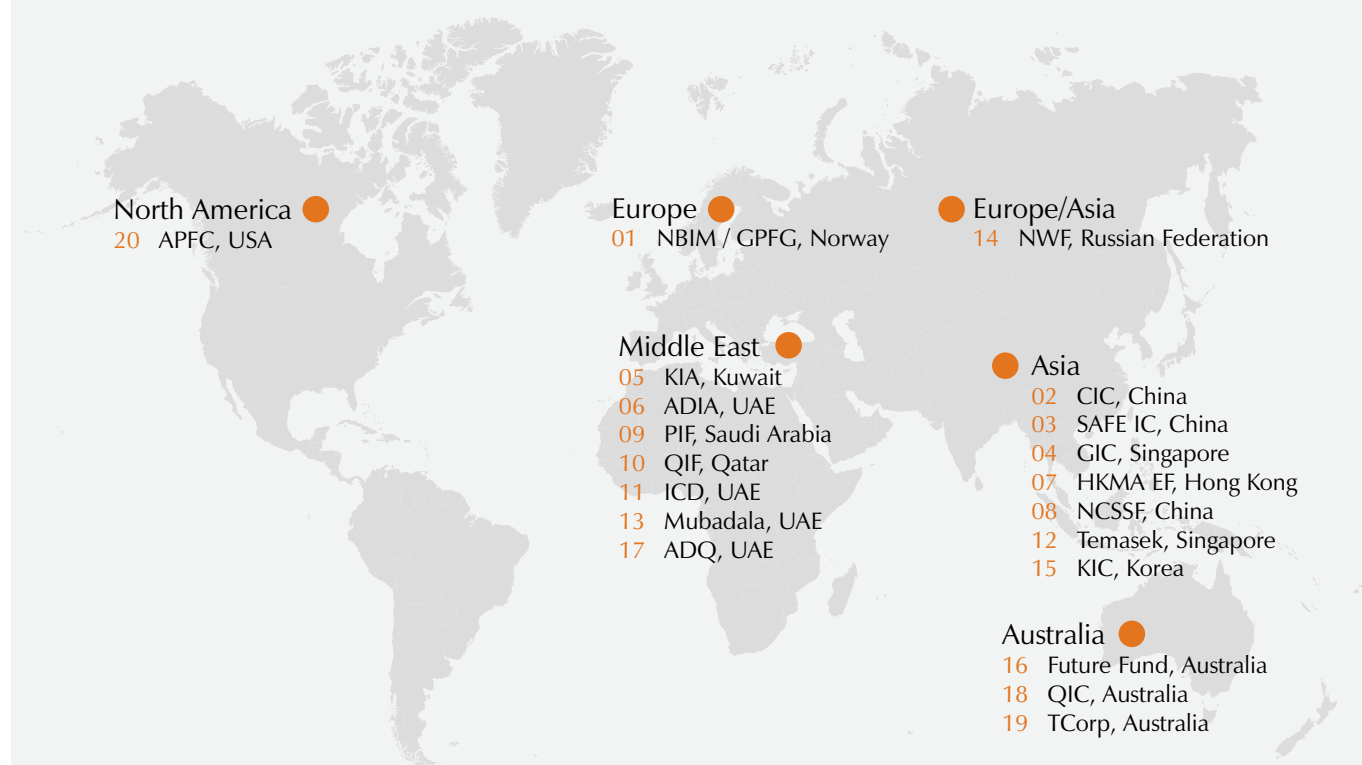 North America
20 APFC, USA
Europe
01 NBIM / GPFG, Norway
Europe/Asia
14 NWF, Russian Federation
Middle East
05 KIA, Kuwait
06 ADIA, UAE
09 PIF, Saudi Arabia
10 QIF, Qatar
11 ICD, UAE
13 Mubadala, UAE
17 ADQ, UAE
Asia
02 CIC, China
03 SAFE IC, China
04 GIC, Singapore
07 HKMA EF, Hong Kong
08 NCSSF, China
12 Temasek, Singapore
15 KIC, Korea
Australia
16 Future Fund, Australia
18 QIC, Australia
19 TCorp, Australia